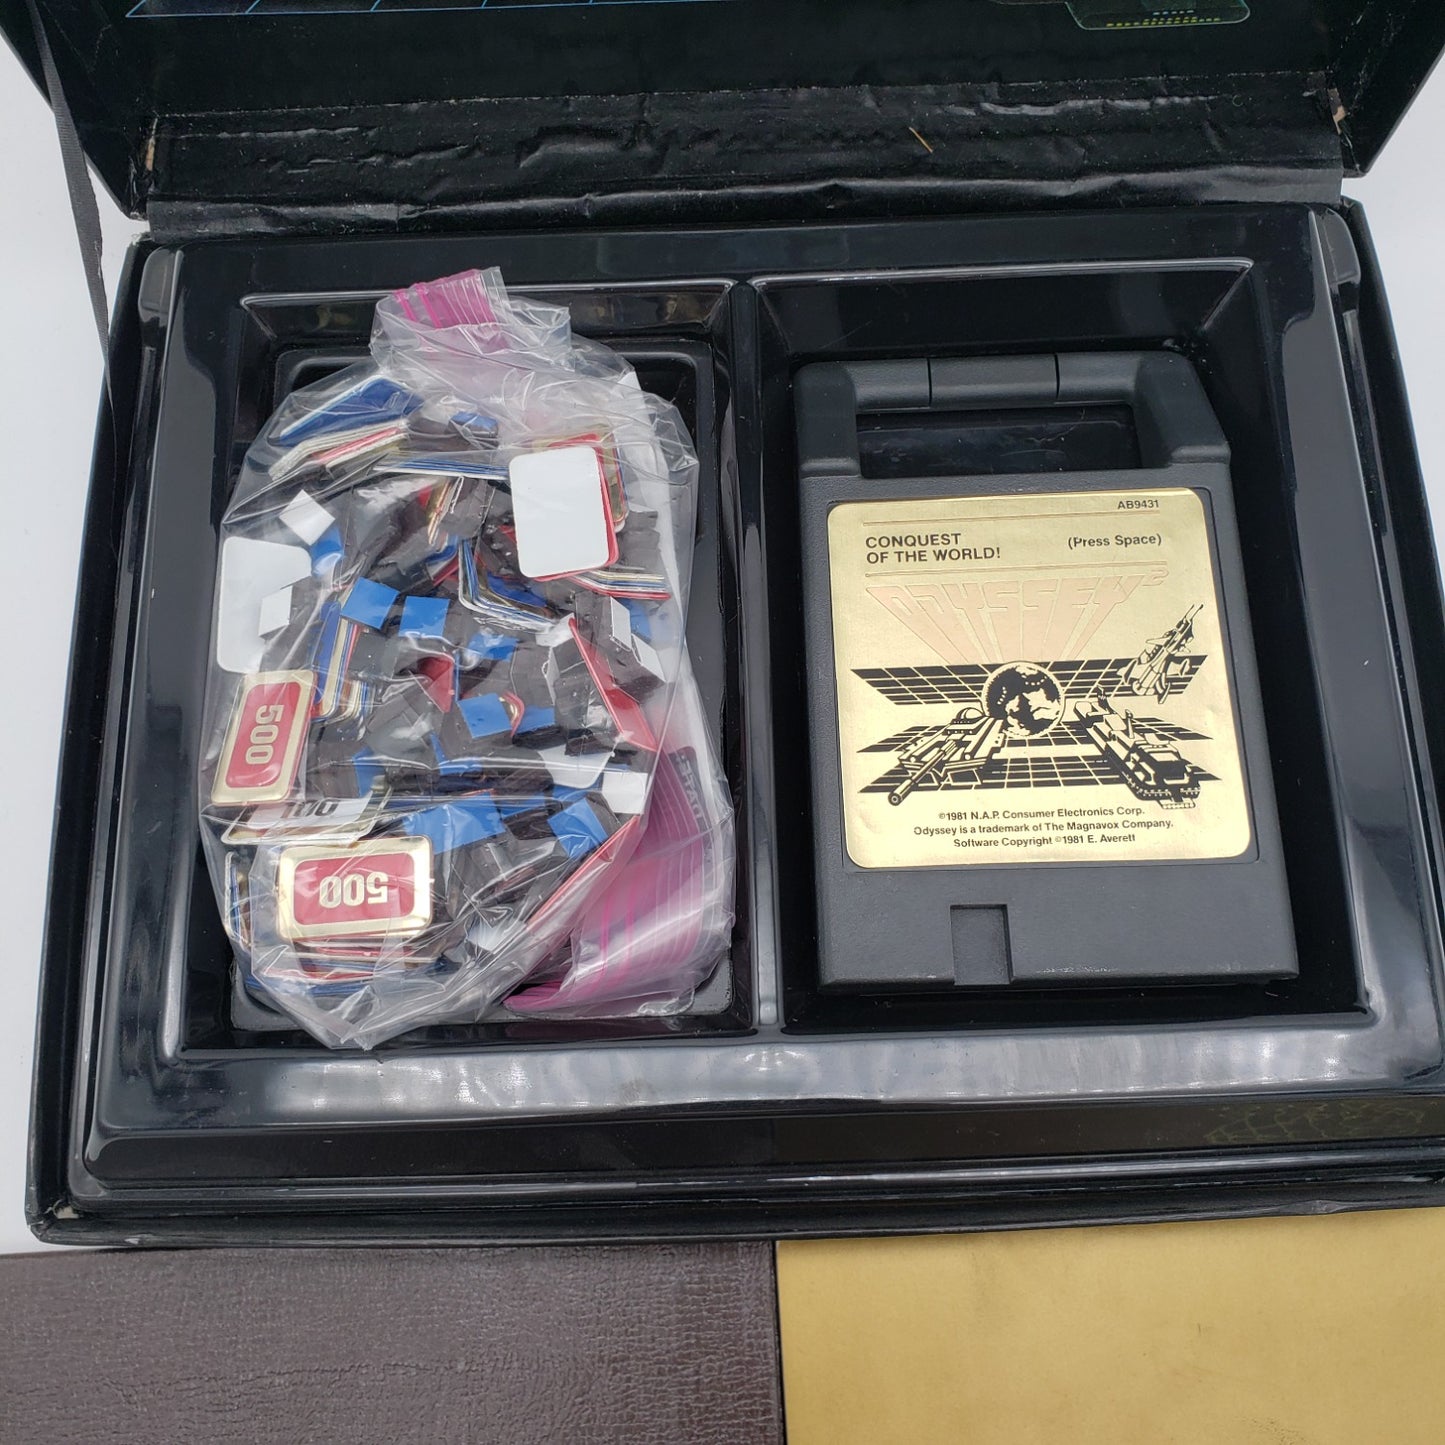 AB9431
CONQUEST
OF THE WORLD!
(Press Space)
ODYSSEY²
©1981 N.A.P. Consumer Electronics Corp.
Odyssey is a trademark of The Magnavox Company.
Software Copyright ©1981 E. Averett
500
500